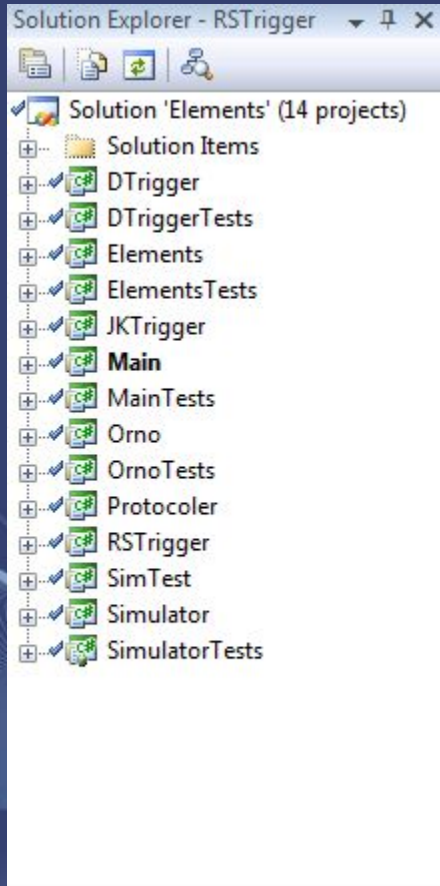 Solution Explorer - RSTrigger
Solution 'Elements' (14 projects)
Solution Items
DTrigger
DTriggerTests
Elements
ElementsTests
JKTrigger
Main
MainTests
Orno
OrnoTests
Protocoler
RSTrigger
SimTest
Simulator
SimulatorTests